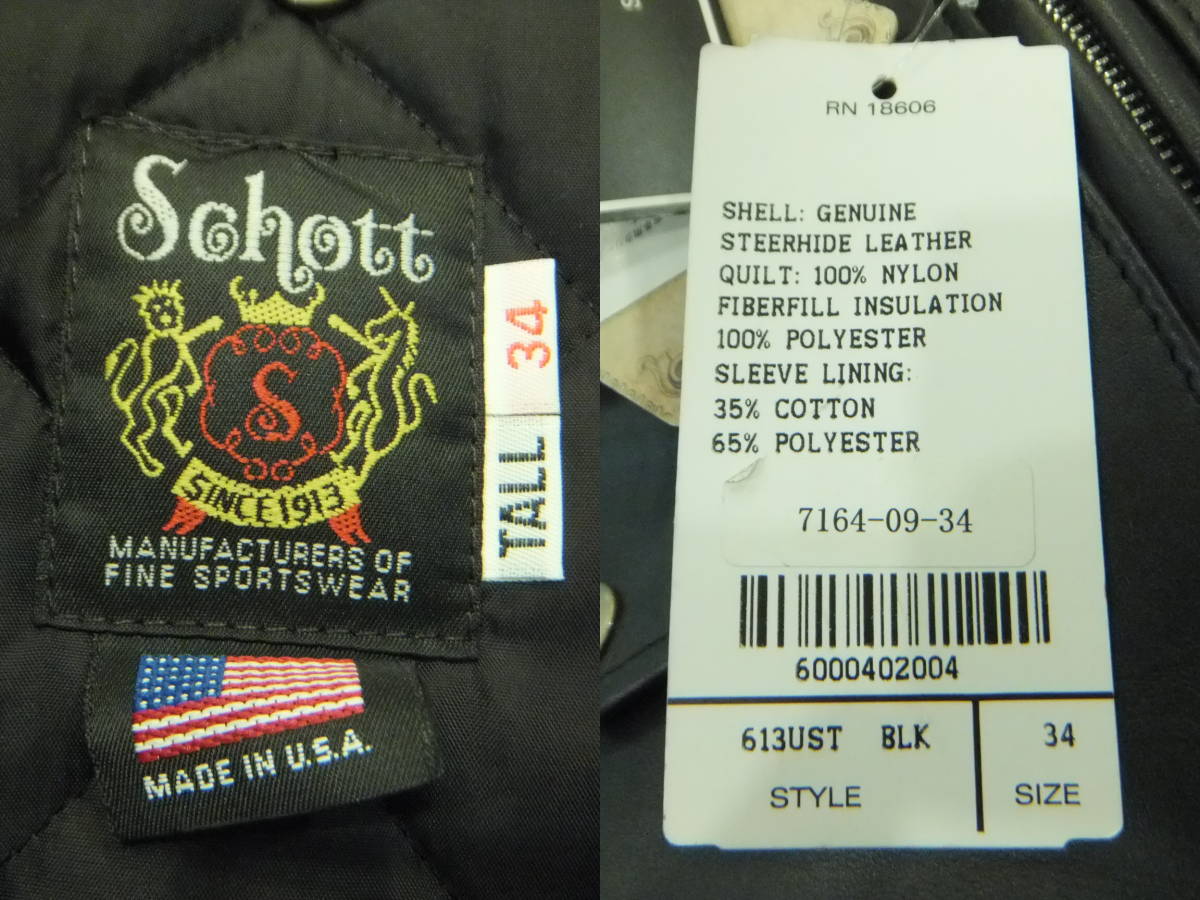 Schott
S
SINCE 1913
MANUFACTURERS OF
FINE SPORTSWEAR
34
TALL
MADE IN U.S.A.
S
RN 18606
SHELL: GENUINE
STEERHIDE LEATHER
QUILT: 100% NYLON
FIBERFILL INSULATION
100% POLYESTER
SLEEVE LINING:
35% COTTON
65% POLYESTER
7164-09-34
6000402004
613UST BLK 34
STYLE SIZE